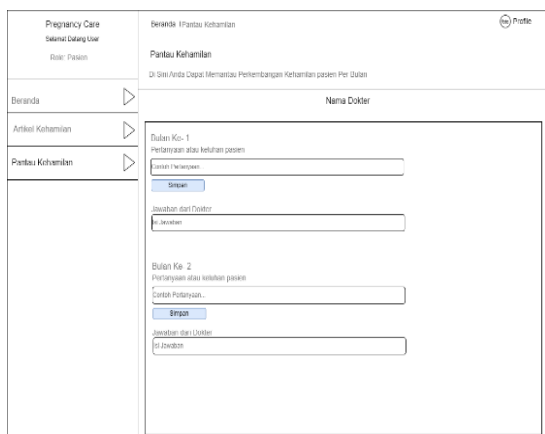 Pregnancy Care
Selamat Datang User
Role: Pasien
Beranda
Artikel Kehamilan
Pantau Kehamilan
Beranda /Pantau Kehamilan
Profile
Pantau Kehamilan
Di Sini Anda Dapat Memantau Perkembangan Kehamilan pasien Per Bulan
Nama Dokter
Bulan Ke- 1
Pertanyaan atau keluhan pasien
Contoh Pertanyaan...
Simpan
Jawaban dari Dokter
Isi Jawaban
Bulan Ke 2
Pertanyaan atau keluhan pasien
Contoh Pertanyaan...
Simpan
Jawaban dari Dokter
Isi Jawaban